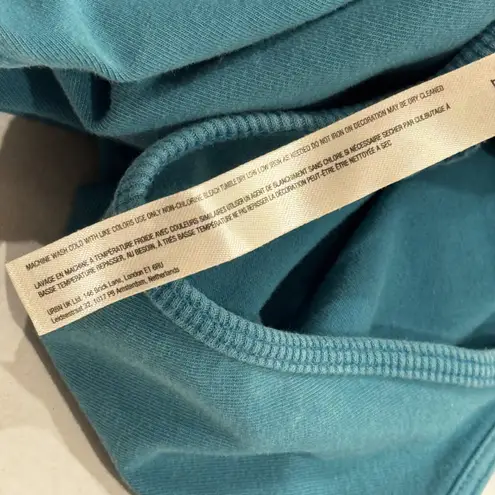 MACHINE WASH COLD WITH LIKE COLORS USE ONLY NON-CHLORINE BLEACH TUMBLE DRY LOW LOW IRON AS NEEDED DO NOT IRON ON DECORATION MAY BE DRY CLEANED
LAVAGE EN MACHINE À TEMPÉRATURE FROIDE AVEC COULEURS SIMILAIRES UTILISER UN AGENT DE BLANCHIMENT SANS CHLORE SI NÉCESSAIRE SÉCHER PAR CULBUTAGE À
BASSE TEMPÉRATURE REPASSER, AU BESOIN, À TRÈS BASSE TEMPÉRATURE NE PAS REPASSER LA DÉCORATION PEUT-ÊTRE ÊTRE NETTOYÉE A SEC
URBN UK Ltd. 146 Brick Lane, London E1 6RU
Leidsestraat 32, 1017 PB Amsterdam, Netherlands